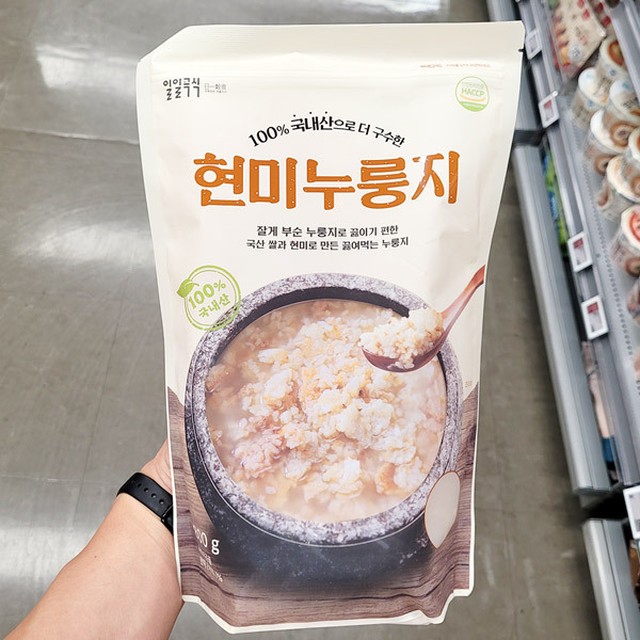 일일곡식
HACCP
100% 국내산으로 더 구수한
현미누룽지
잘게 부순 누룽지로 끓이기 편한
국산 쌀과 현미로 만든 끓여먹는 누룽지
100%
국내산
0 g